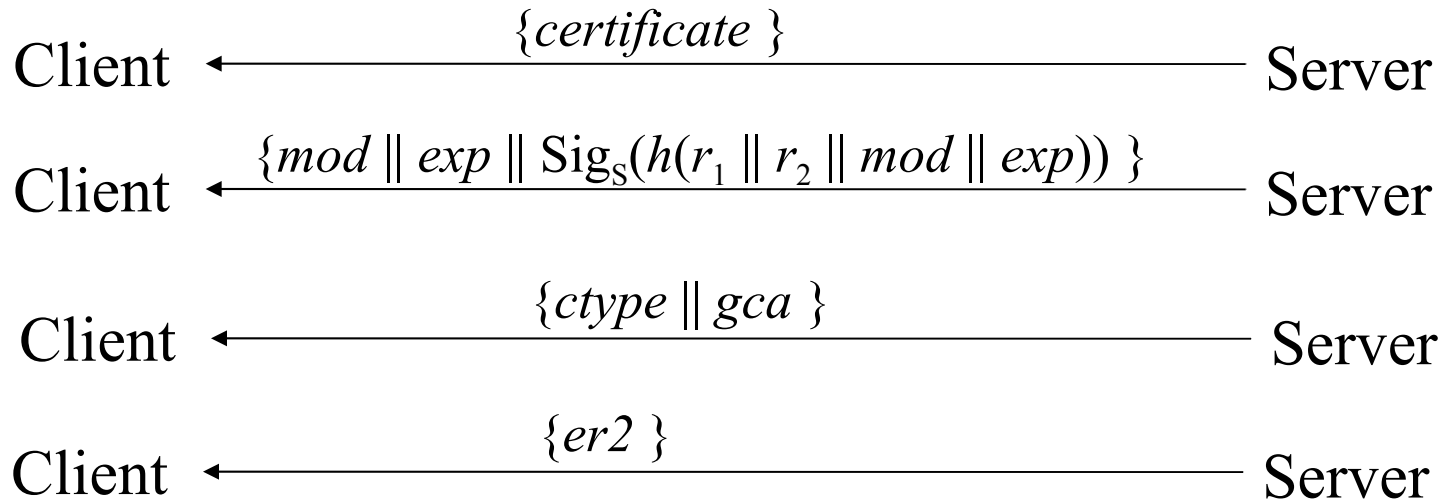 {certificate }
Client Server
{mod || exp || Sig_S(h(r_1 || r_2 || mod || exp)) }
Client Server
{ctype || gca }
Client Server
{er2 }
Client Server